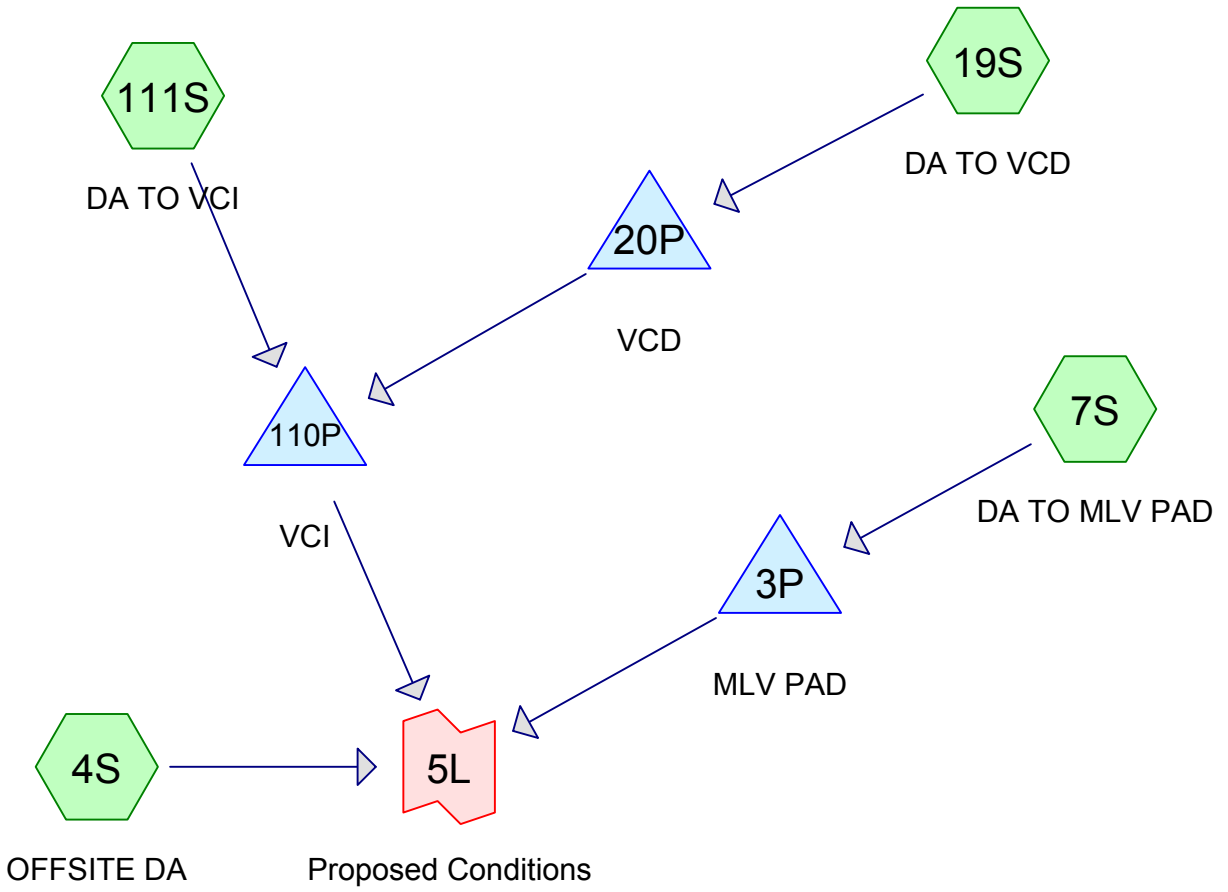 19S
DA TO VCD
111S
DA TO VCI
20P
VCD
110P
VCI
7S
DA TO MLV PAD
3P
MLV PAD
4S
OFFSITE DA
5L
Proposed Conditions